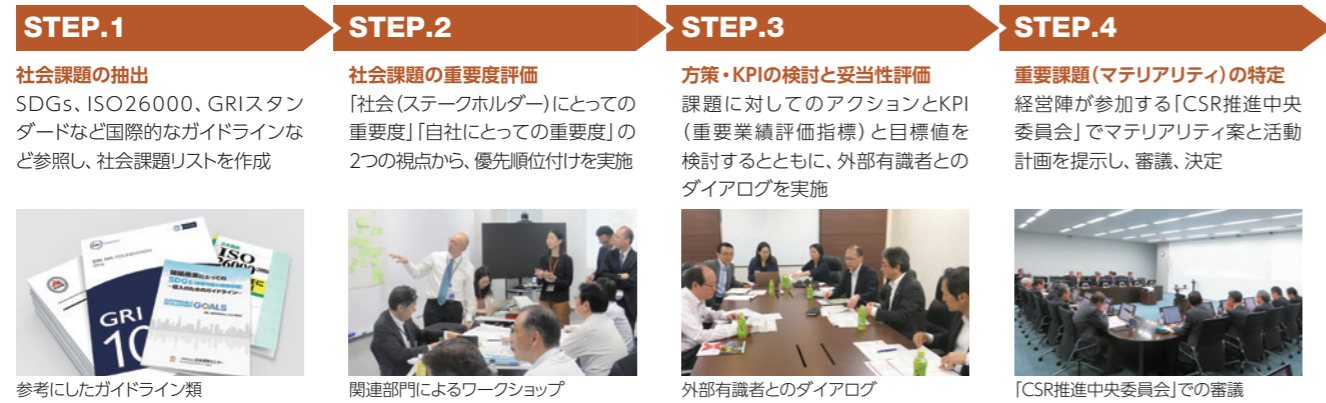 STEP.1
社会課題の抽出
SDGs、ISO26000、GRIスタン
ダードなど国際的なガイドラインな
ど参照し、社会課題リストを作成
GRI
ISO
26000
SDGs
GOALS
参考にしたガイドライン類
STEP.2
社会課題の重要度評価
「社会(ステークホルダー)にとっての
重要度」「自社にとっての重要度」の
2つの視点から、優先順位付けを実施
関連部門によるワークショップ
STEP.3
方策・KPIの検討と妥当性評価
課題に対してのアクションとKPI
(重要業績評価指標)と目標値を
検討するとともに、外部有識者との
ダイアログを実施
外部有識者とのダイアログ
STEP.4
重要課題(マテリアリティ)の特定
経営陣が参加する「CSR推進中央
委員会」でマテリアリティ案と活動
計画を提示し、審議、決定
「CSR推進中央委員会」での審議